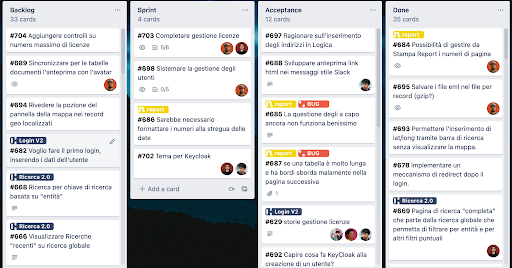 Backlog
33 cards
#704 Aggiungere controlli su
numero massimo di licenze
#689 Sincronizzare per le tabelle
documenti l'anteprima con l'avatar
#694 Rivedere la pozione del
pannello della mappa nei record
geo localizzati
Login V2
#682 Voglio fare il primo login,
inserendo i dati dell'utente
Ricerca 2.0
#668 Ricerca per chiave di ricerca
basata su "entità"
Ricerca 2.0
#666 Visualizzare Ricerche
"recenti" su ricerca globale
Sprint
4 cards
#703 Completare gestione licenze
5/6
#598 Sistemare la gestione degli
utenti
0/5
report
#686 Sarebbe necessario
formattare i numeri alla stregua delle
date
#702 Tema per Keycloak
+ Add a card
Acceptance
12 cards
#697 Ragionare sull'inserimento
degli indirizzi in Logica
#688 Sviluppare anteprima link
html nei messaggi stile Slack
report BUG
#685 La questione degli a capo
ancora non funziona benissimo
report BUG
#687 se una tabella è molto lunga
e ha bordi sborda malamente nella
pagina successiva
1
Login V2
#629 storie gestione licenze
#692 Capire cosa fa KeyCloak alla
creazione di un utente?
Done
35 cards
report
#684 Possibilità di gestire da
Stampa Report i numeri di pagina
#695 Salvare i file eml nei file per
record (gzip?)
#693 Permettere l'inserimento di
lat/long tramite barra di ricerca
senza visualizzare la mappa.
#678 Implementare un
meccanismo di redirect dopo il
login.
Ricerca 2.0
#669 Pagina di ricerca "completa"
che parta dalla ricerca globale che
permetta di filtrare per entità e per
altri filtri puntuali